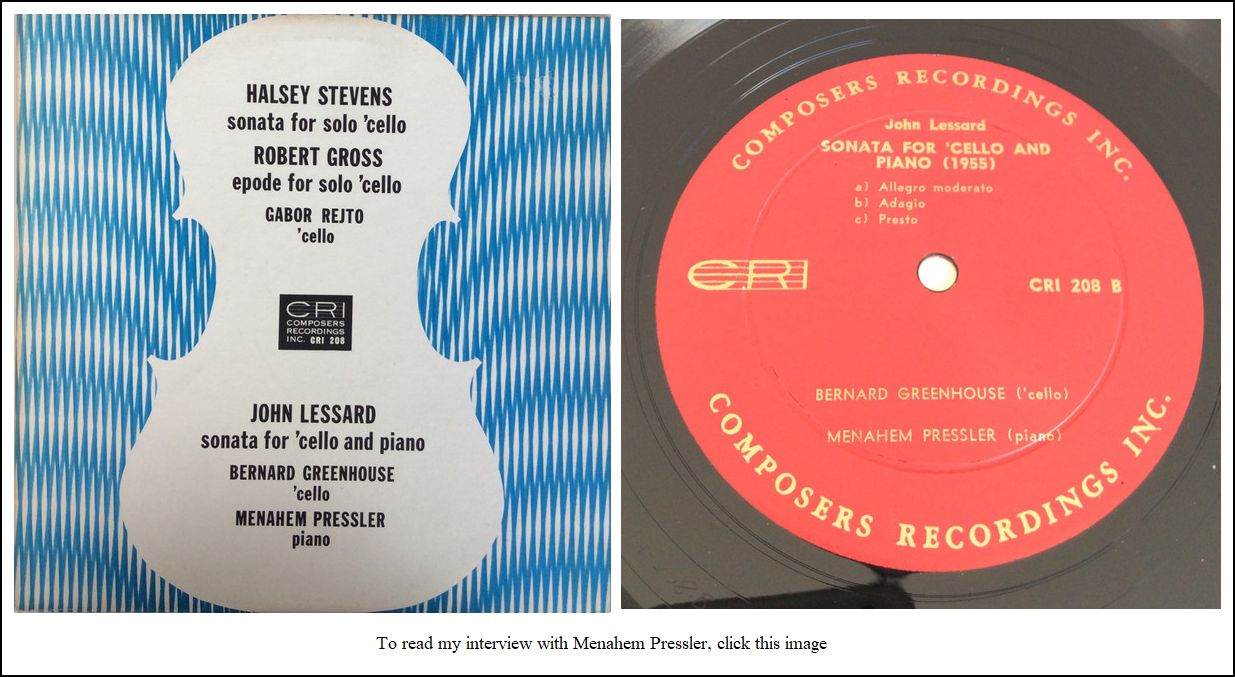 HALSEY STEVENS
sonata for solo 'cello
ROBERT GROSS
epode for solo 'cello
GABOR REJTO
'cello
CRI
COMPOSERS
RECORDINGS
INC. CRI 208
JOHN LESSARD
sonata for 'cello and piano
BERNARD GREENHOUSE
'cello
MENAHEM PRESSLER
piano
COMPOSERS RECORDINGS INC.
John Lessard
SONATA FOR 'CELLO AND
PIANO (1955)
a) Allegro moderato
b) Adagio
c) Presto
CRI
CRI 208 B
BERNARD GREENHOUSE ('cello)
MENAHEM PRESSLER (piano)
COMPOSERS RECORDINGS INC.
To read my interview with Menahem Pressler, click this image